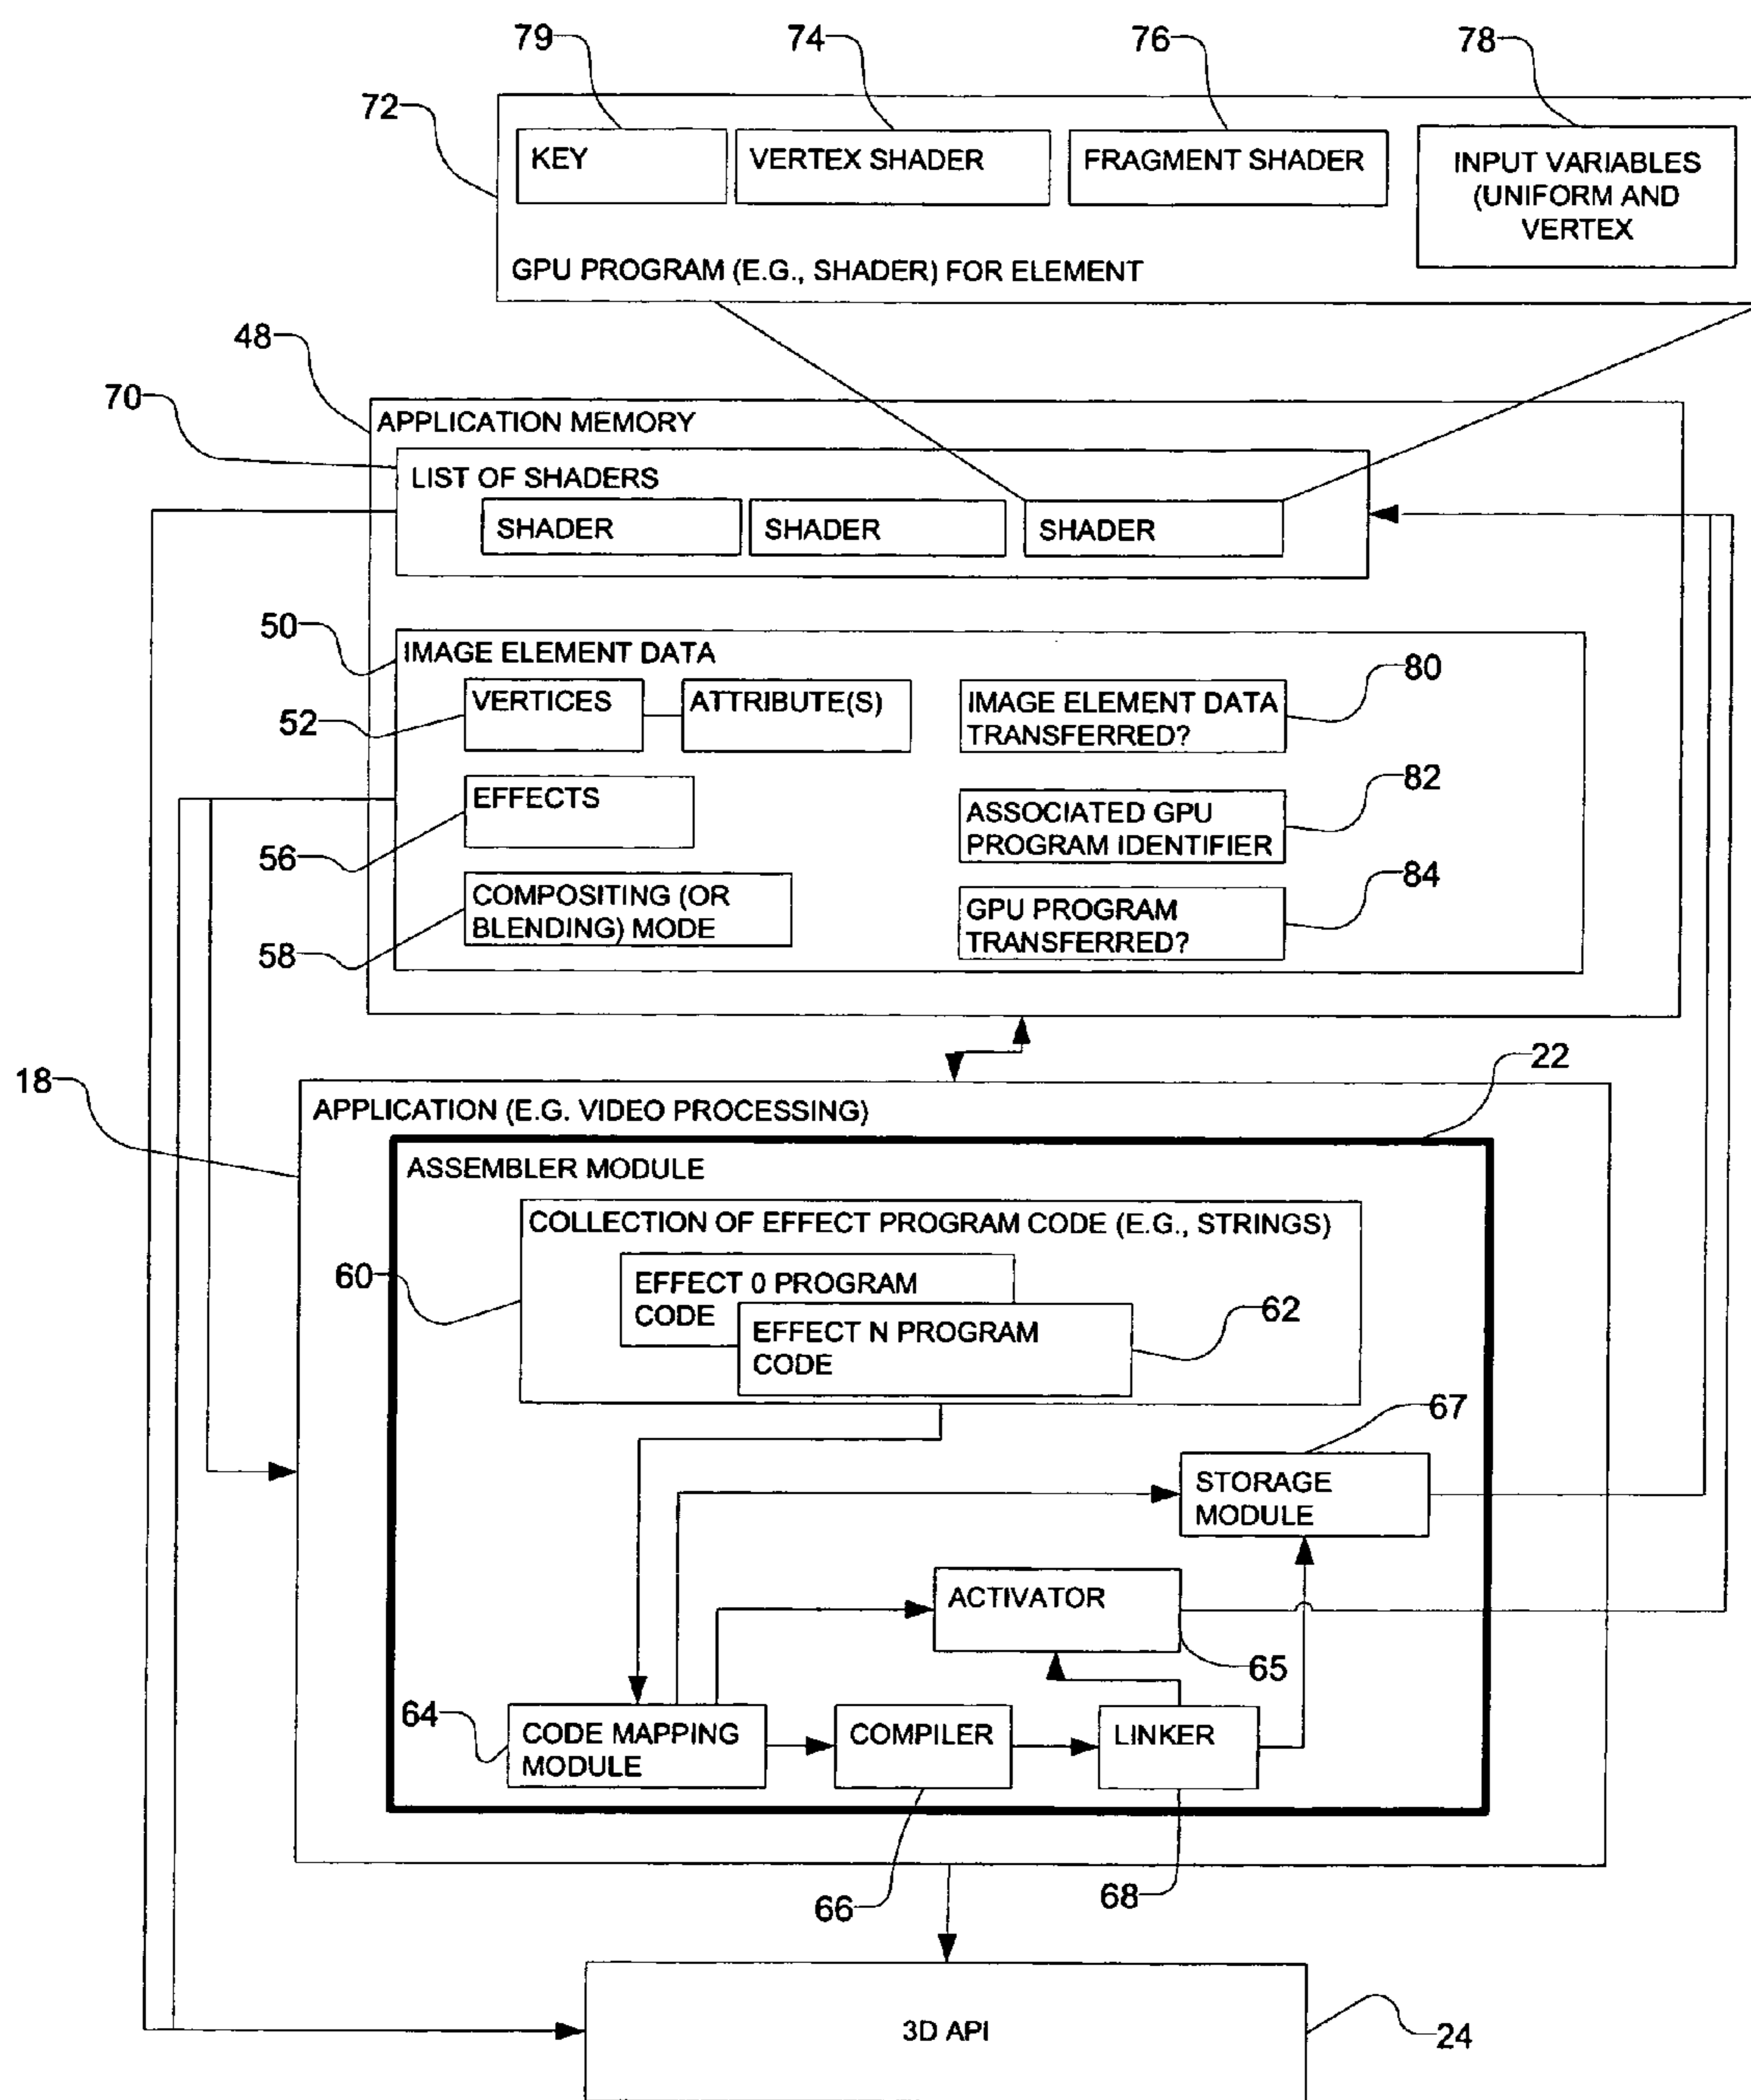 79
74
76
78
72
KEY
VERTEX SHADER
FRAGMENT SHADER
INPUT VARIABLES
(UNIFORM AND
VERTEX
GPU PROGRAM (E.G., SHADER) FOR ELEMENT
48
70
APPLICATION MEMORY
LIST OF SHADERS
SHADER
SHADER
SHADER
50
IMAGE ELEMENT DATA
52
VERTICES
ATTRIBUTE(S)
IMAGE ELEMENT DATA
TRANSFERRED?
80
56
EFFECTS
ASSOCIATED GPU
PROGRAM IDENTIFIER
82
58
COMPOSITING (OR
BLENDING) MODE
GPU PROGRAM
TRANSFERRED?
84
18
22
APPLICATION (E.G. VIDEO PROCESSING)
ASSEMBLER MODULE
COLLECTION OF EFFECT PROGRAM CODE (E.G., STRINGS)
60
EFFECT 0 PROGRAM
CODE
EFFECT N PROGRAM
CODE
62
67
STORAGE
MODULE
ACTIVATOR
65
64
CODE MAPPING
MODULE
COMPILER
LINKER
66
68
3D API
24